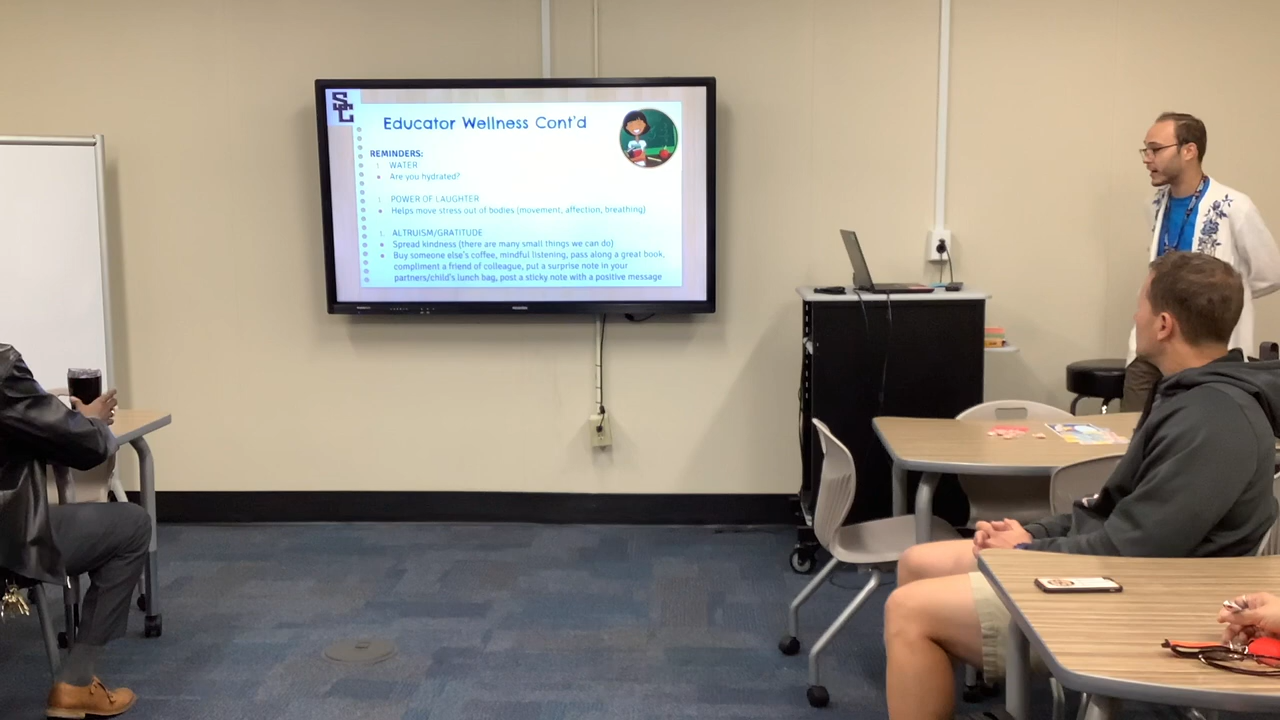 Educator Wellness Cont'd
REMINDERS:
1. WATER
● Are you hydrated?
1. POWER OF LAUGHTER
● Helps move stress out of bodies (movement, affection, breathing)
1. ALTRUISM/GRATITUDE
● Spread kindness (there are many small things we can do)
● Buy someone else's coffee, mindful listening, pass along a great book,
compliment a friend of colleague, put a surprise note in your
partners/child's lunch bag, post a sticky note with a positive message